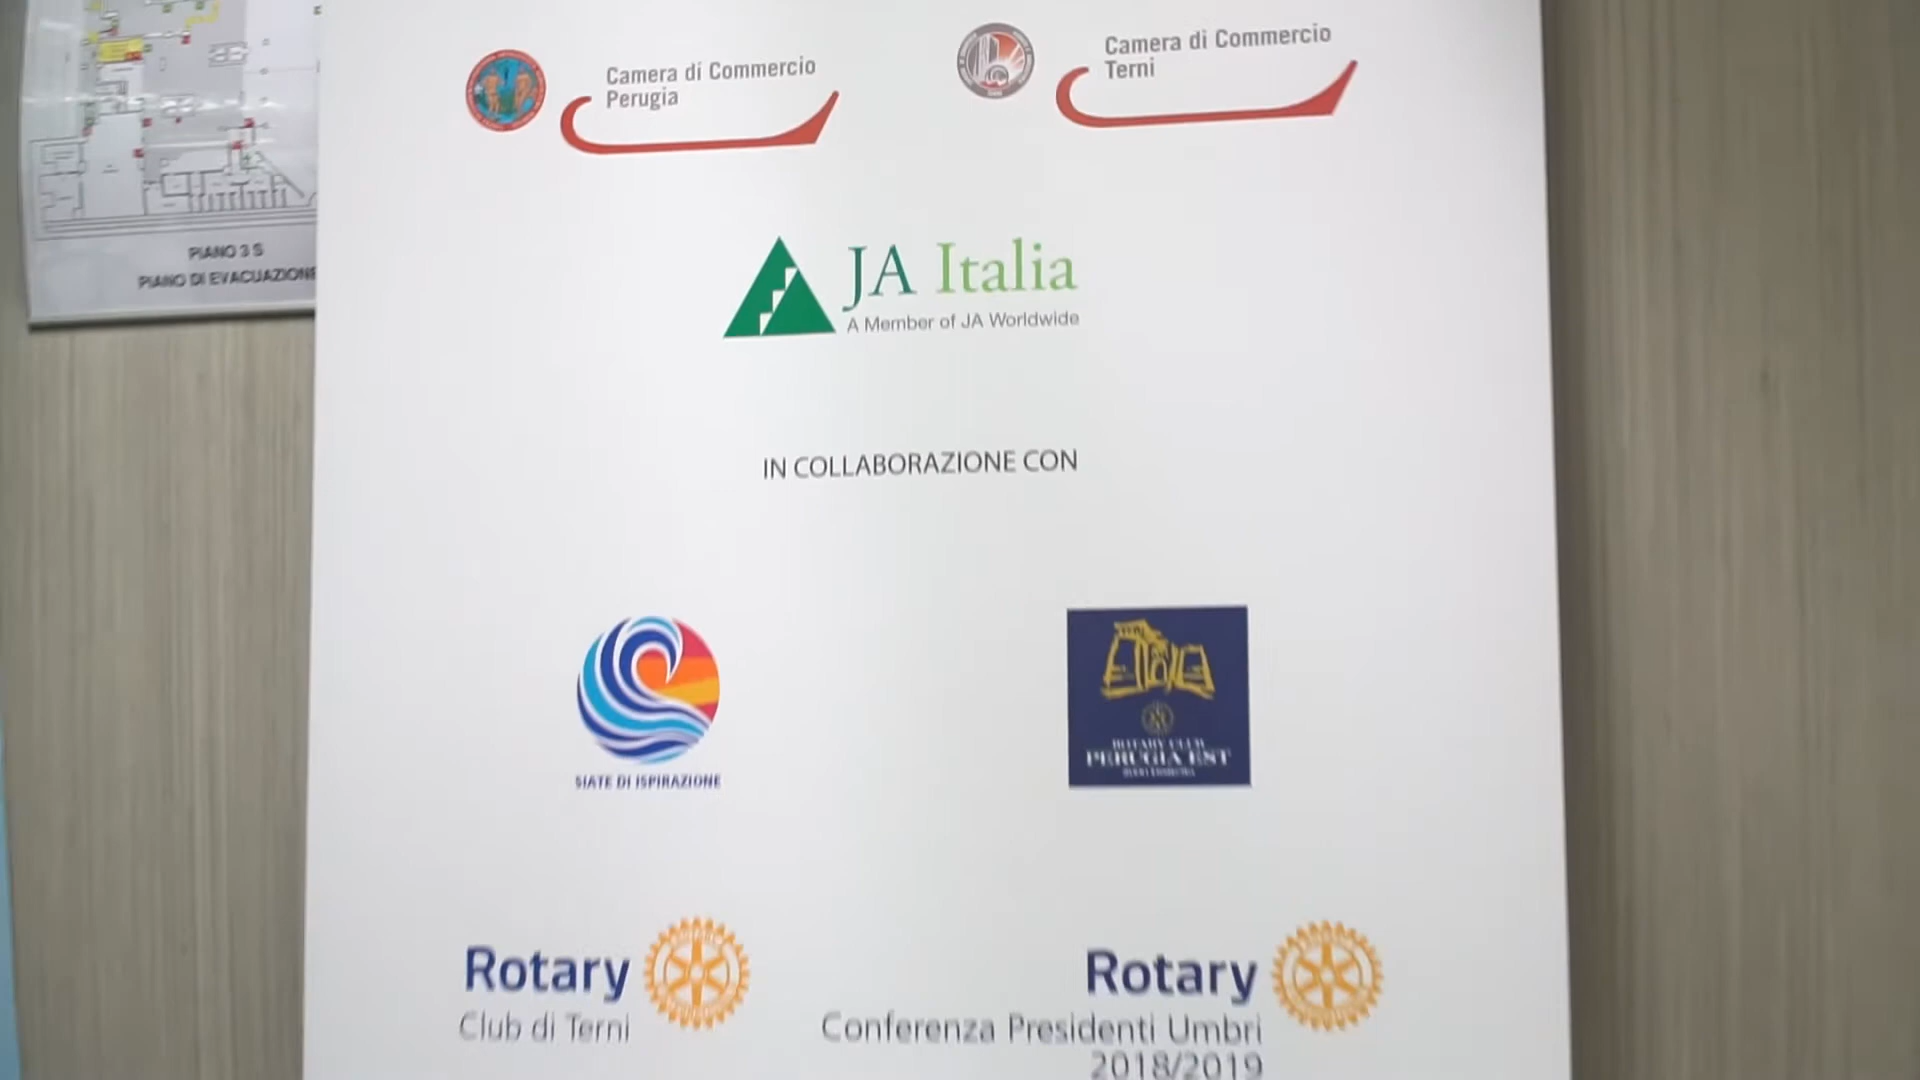 PIANO 3 S
PIANO DI EVACUAZIONE
Camera di Commercio
Perugia
Camera di Commercio
Terni
JA Italia
A Member of JA Worldwide
IN COLLABORAZIONE CON
SIATE DI ISPIRAZIONE
ROTARY CLUB
PERUGIA EST
Rotary
Club di Terni
Rotary
Conferenza Presidenti Umbri
2018/2019